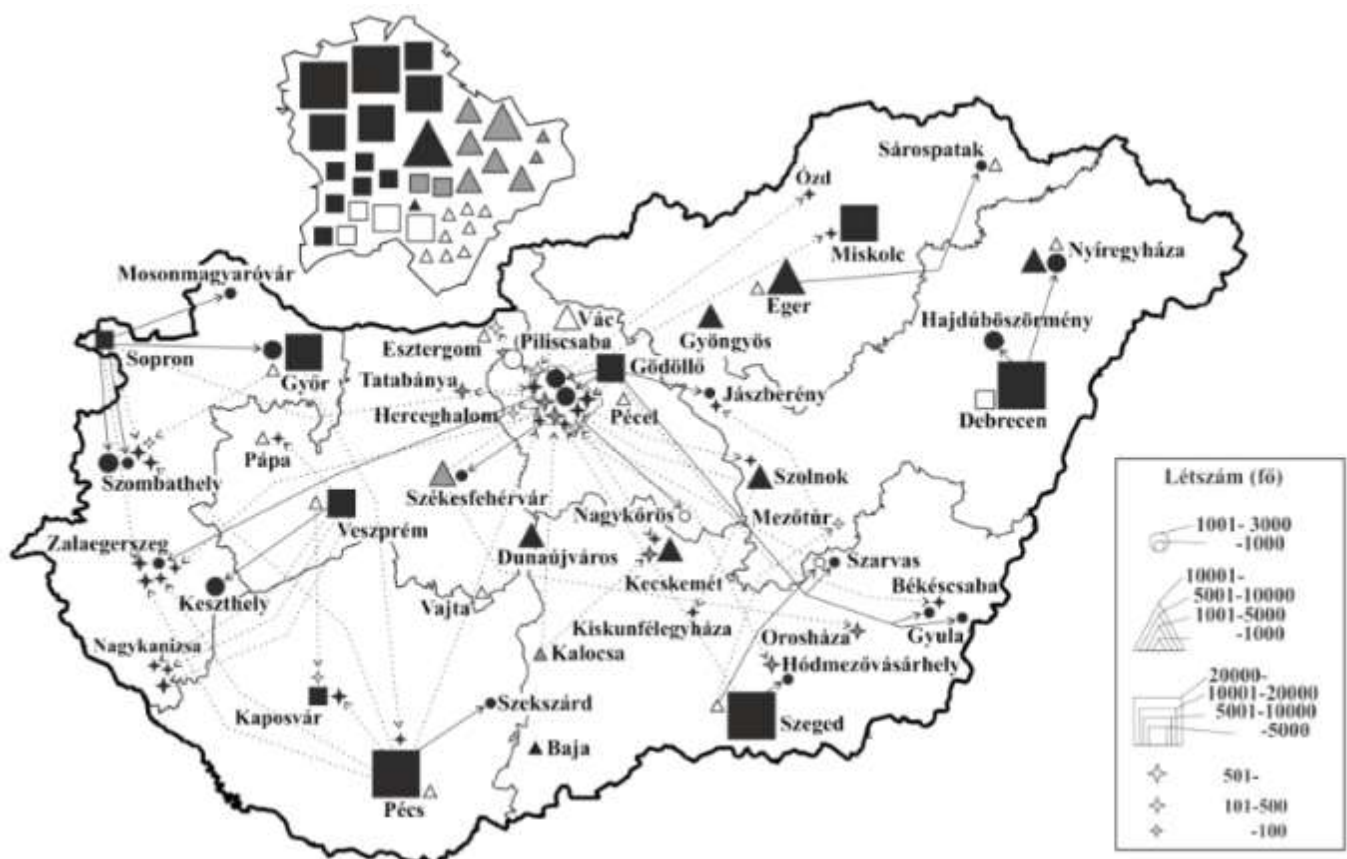 Sárospatak
Ózd
Miskolc
Nyíregyháza
Mosonmagyaróvár
Eger
Vác
(Piliscsaba
Gyöngyös
Hajdúböszörmény
Sopron
Esztergom
Győr
Gödöllő
Tatabánya
Jászberény
Debrecen
Herceghalom
Pécel
Pápa
Szombathely
Székesfehérvár
Szolnok
Létszám (fő)
Veszprém
Nagykőrös
Mezőtúr
1001- 3000
-1000
Zalaegerszeg
Dunaújváros
Szarvas
Kecskemét
Békéscsaba
10001-
5001-10000
1001-5000
-1000
Keszthely
Vajta
Kiskunfélegyháza
Orosháza
Gyula
Nagykanizsa
Kalocsa
Hódmezővásárhely
20000-
10001-20000
5001-10000
-5000
Kaposvár
Szekszárd
Szeged
Baja
501-
101-500
-100
Pécs